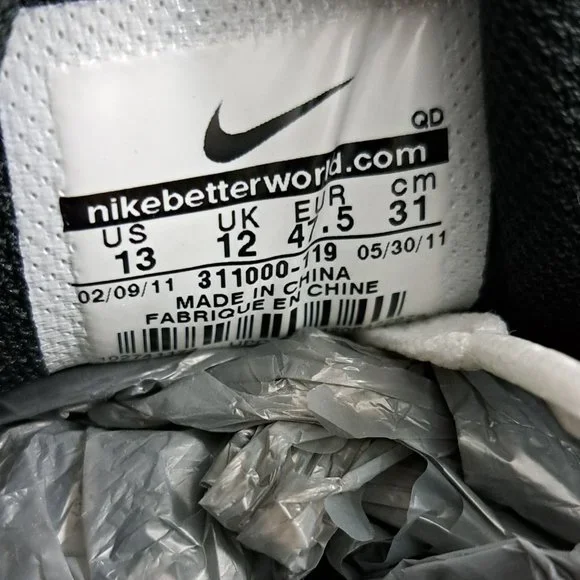 QD
nikebetterworld.com
US UK EUR cm
13 12 47.5 31
02/09/11 311000-119 05/30/11
MADE IN CHINA
FABRIQUE EN CHINE